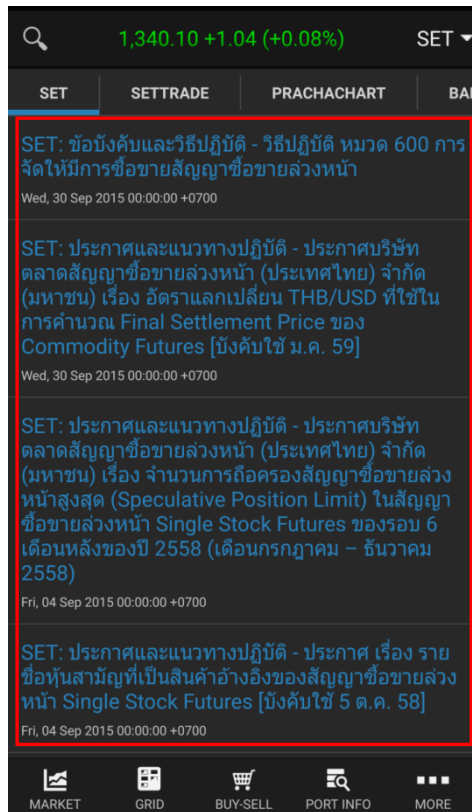 1,340.10 +1.04 (+0.08%) SET
SET SETTRADE PRACHACHART BA
SET: ข้อบังคับและวิธีปฏิบัติ - วิธีปฏิบัติ หมวด 600 การ
จัดให้มีการซื้อขายสัญญาซื้อขายล่วงหน้า
Wed, 30 Sep 2015 00:00:00 +0700
SET: ประกาศและแนวทางปฏิบัติ - ประกาศบริษัท
ตลาดสัญญาซื้อขายล่วงหน้า (ประเทศไทย) จำกัด
(มหาชน) เรื่อง อัตราแลกเปลี่ยน THB/USD ที่ใช้ใน
การคำนวณ Final Settlement Price ของ
Commodity Futures [บังคับใช้ ม.ค. 59]
Wed, 30 Sep 2015 00:00:00 +0700
SET: ประกาศและแนวทางปฏิบัติ - ประกาศบริษัท
ตลาดสัญญาซื้อขายล่วงหน้า (ประเทศไทย) จำกัด
(มหาชน) เรื่อง จำนวนการถือครองสัญญาซื้อขายล่วง
หน้าสูงสุด (Speculative Position Limit) ในสัญญา
ซื้อขายล่วงหน้า Single Stock Futures ของรอบ 6
เดือนหลังของปี 2558 (เดือนกรกฎาคม – ธันวาคม
2558)
Fri, 04 Sep 2015 00:00:00 +0700
SET: ประกาศและแนวทางปฏิบัติ - ประกาศ เรื่อง ราย
ชื่อหุ้นสามัญที่เป็นสินค้าอ้างอิงของสัญญาซื้อขายล่วง
หน้า Single Stock Futures [บังคับใช้ 5 ต.ค. 58]
Fri, 04 Sep 2015 00:00:00 +0700
MARKET GRID BUY-SELL PORT INFO MORE